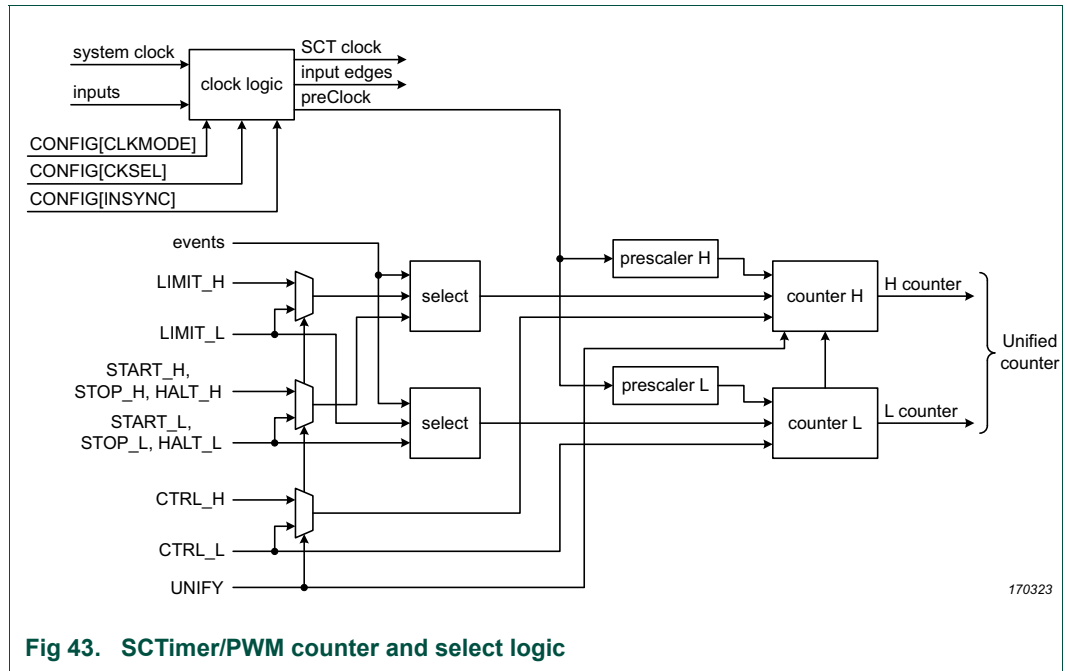 system clock
inputs
clock logic
SCT clock
input edges
preClock
CONFIG[CLKMODE]
CONFIG[CKSEL]
CONFIG[INSYNC]
events
LIMIT_H
LIMIT_L
START_H,
STOP_H, HALT_H
START_L,
STOP_L, HALT_L
CTRL_H
CTRL_L
UNIFY
select
select
prescaler H
prescaler L
counter H
counter L
H counter
L counter
Unified
counter
170323
Fig 43. SCTimer/PWM counter and select logic